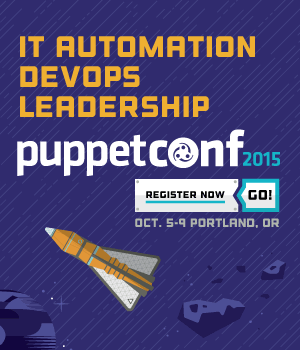 IT AUTOMATION
DEVOPS
LEADERSHIP
puppetconf 2015
REGISTER NOW GO!
OCT. 5-9 PORTLAND, OR